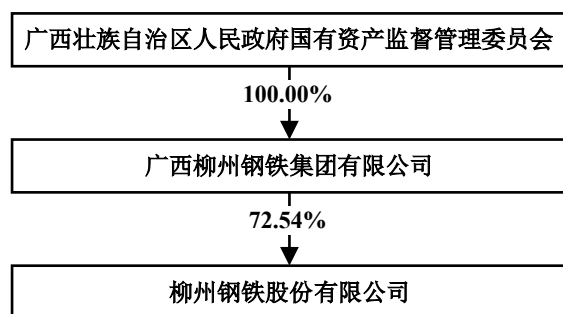 广西壮族自治区人民政府国有资产监督管理委员会
100.00%
广西柳州钢铁集团有限公司
72.54%
柳州钢铁股份有限公司